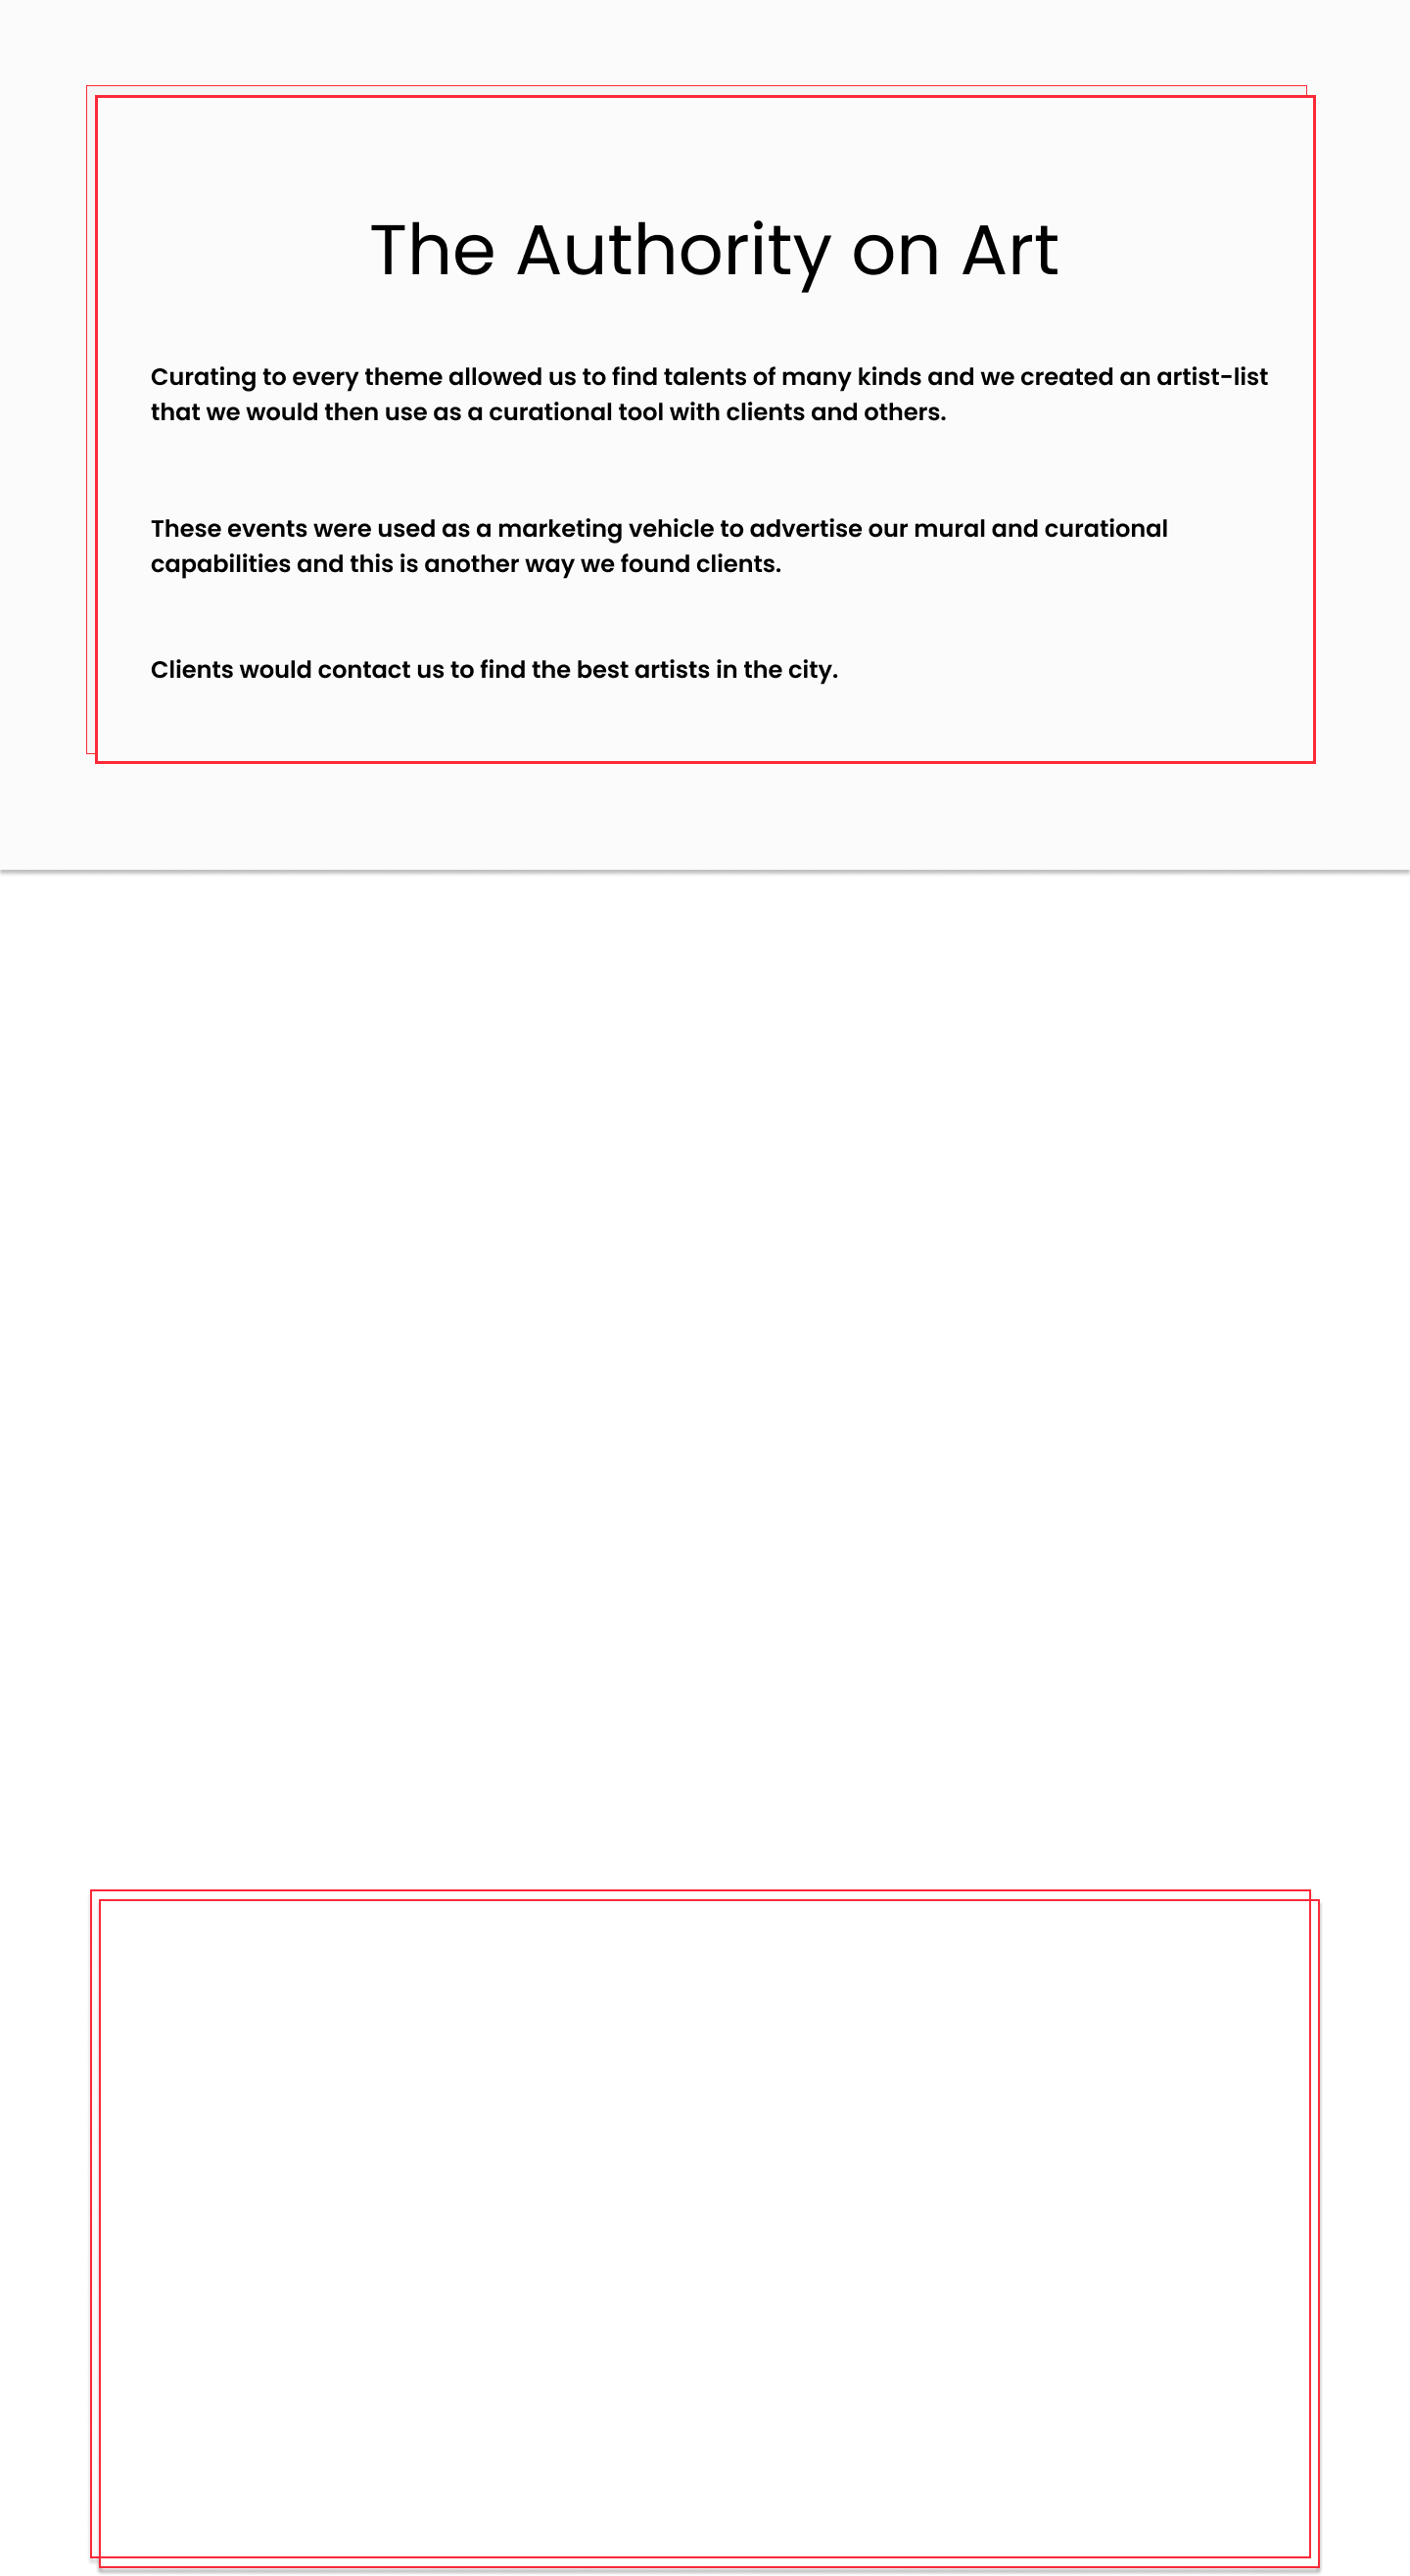 The Authority on Art
Curating to every theme allowed us to find talents of many kinds and we created an artist-list
that we would then use as a curational tool with clients and others.
These events were used as a marketing vehicle to advertise our mural and curational
capabilities and this is another way we found clients.
Clients would contact us to find the best artists in the city.